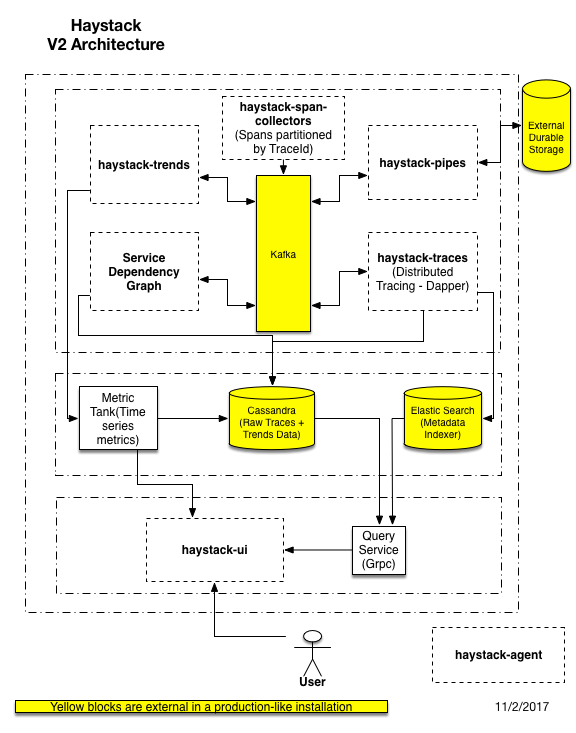 Haystack
V2 Architecture
haystack-span-
collectors
(Spans partitioned
by TraceId)
External
Durable
Storage
haystack-trends
haystack-pipes
Kafka
Service
Dependency
Graph
haystack-traces
(Distributed
Tracing - Dapper)
Metric
Tank(Time
series
metrics)
Cassandra
(Raw Traces +
Trends Data)
Elastic Search
(Metadata
Indexer)
haystack-ui
Query
Service
(Grpc)
User
haystack-agent
Yellow blocks are external in a production-like installation
11/2/2017